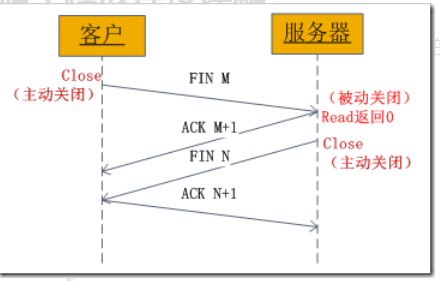 客户
服务器
Close
（主动关闭）
FIN M
（被动关闭）
Read返回0
ACK M+1
FIN N
Close
（主动关闭）
ACK N+1